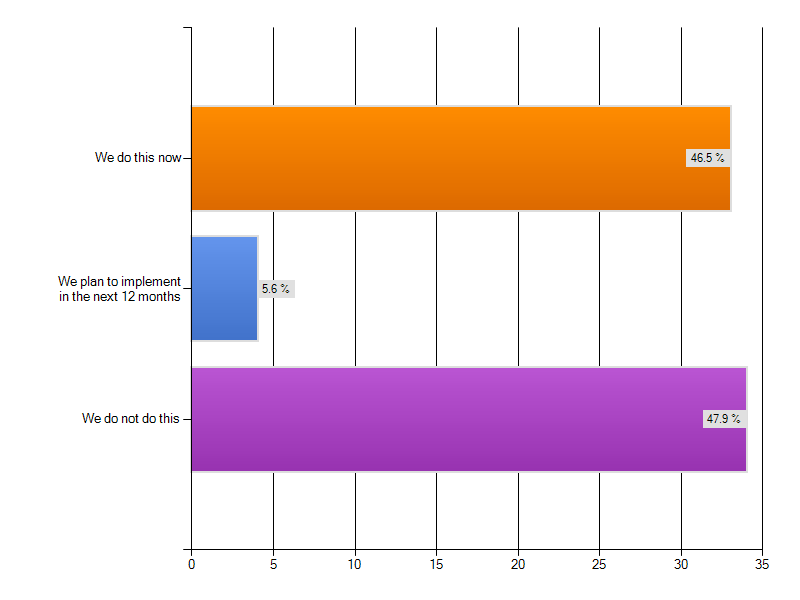 We do this now
46.5 %
We plan to implement
in the next 12 months
5.6 %
We do not do this
47.9 %
0 5 10 15 20 25 30 35